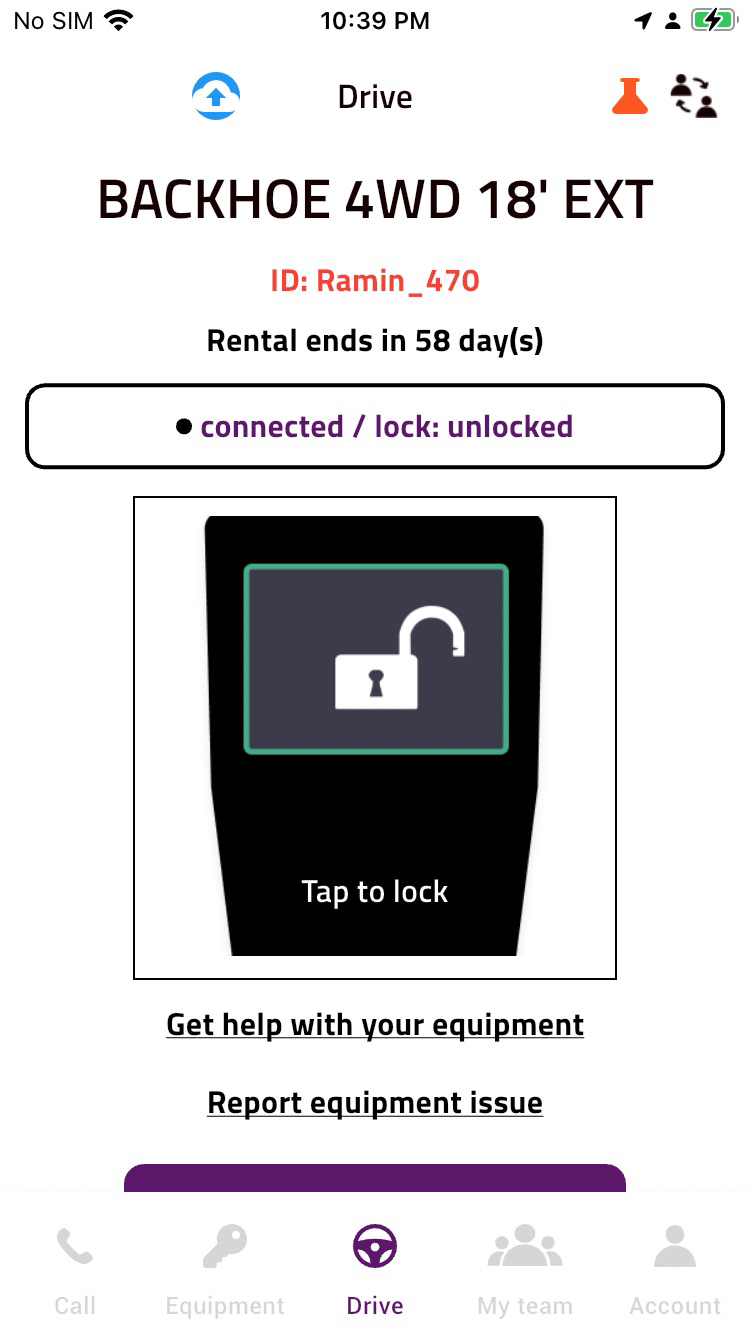 No SIM 10:39 PM
Drive
BACKHOE 4WD 18' EXT
ID: Ramin_470
Rental ends in 58 day(s)
connected / lock: unlocked
Tap to lock
Get help with your equipment
Report equipment issue
Call Equipment Drive My team Account